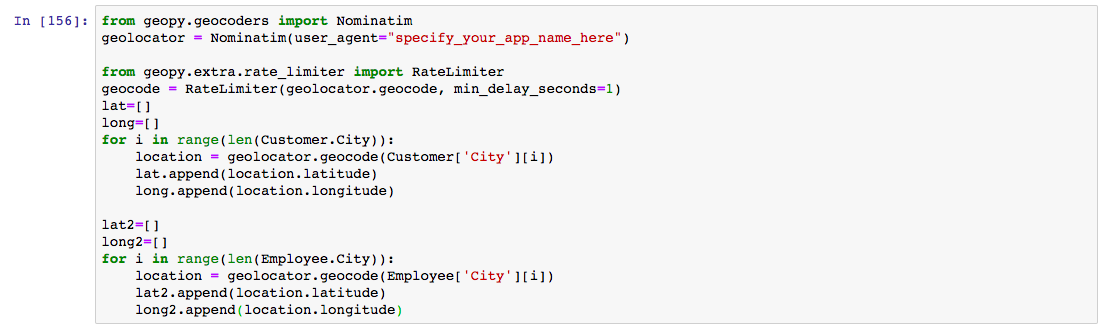 In [156]: from geopy.geocoders import Nominatim
geolocator = Nominatim(user_agent="specify_your_app_name_here")

from geopy.extra.rate_limiter import RateLimiter
geocode = RateLimiter(geolocator.geocode, min_delay_seconds=1)
lat=[]
long=[]
for i in range(len(Customer.City)):
    location = geolocator.geocode(Customer['City'][i])
    lat.append(location.latitude)
    long.append(location.longitude)

lat2=[]
long2=[]
for i in range(len(Employee.City)):
    location = geolocator.geocode(Employee['City'][i])
    lat2.append(location.latitude)
    long2.append(location.longitude)